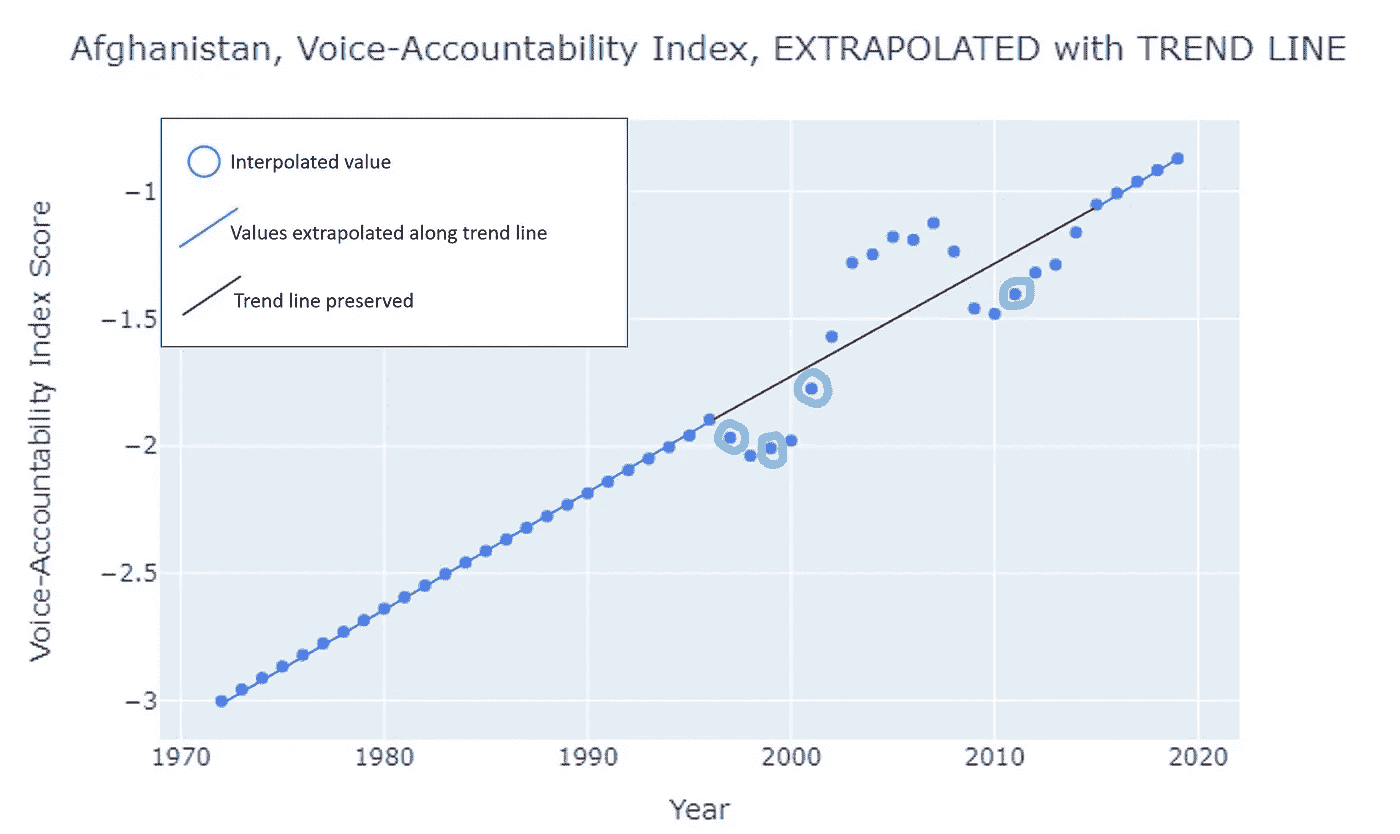 Afghanistan, Voice-Accountability Index, EXTRAPOLATED with TREND LINE
Interpolated value
Values extrapolated along trend line
Trend line preserved
Voice-Accountability Index Score
−1
−1.5
−2
−2.5
−3
1970 1980 1990 2000 2010 2020
Year